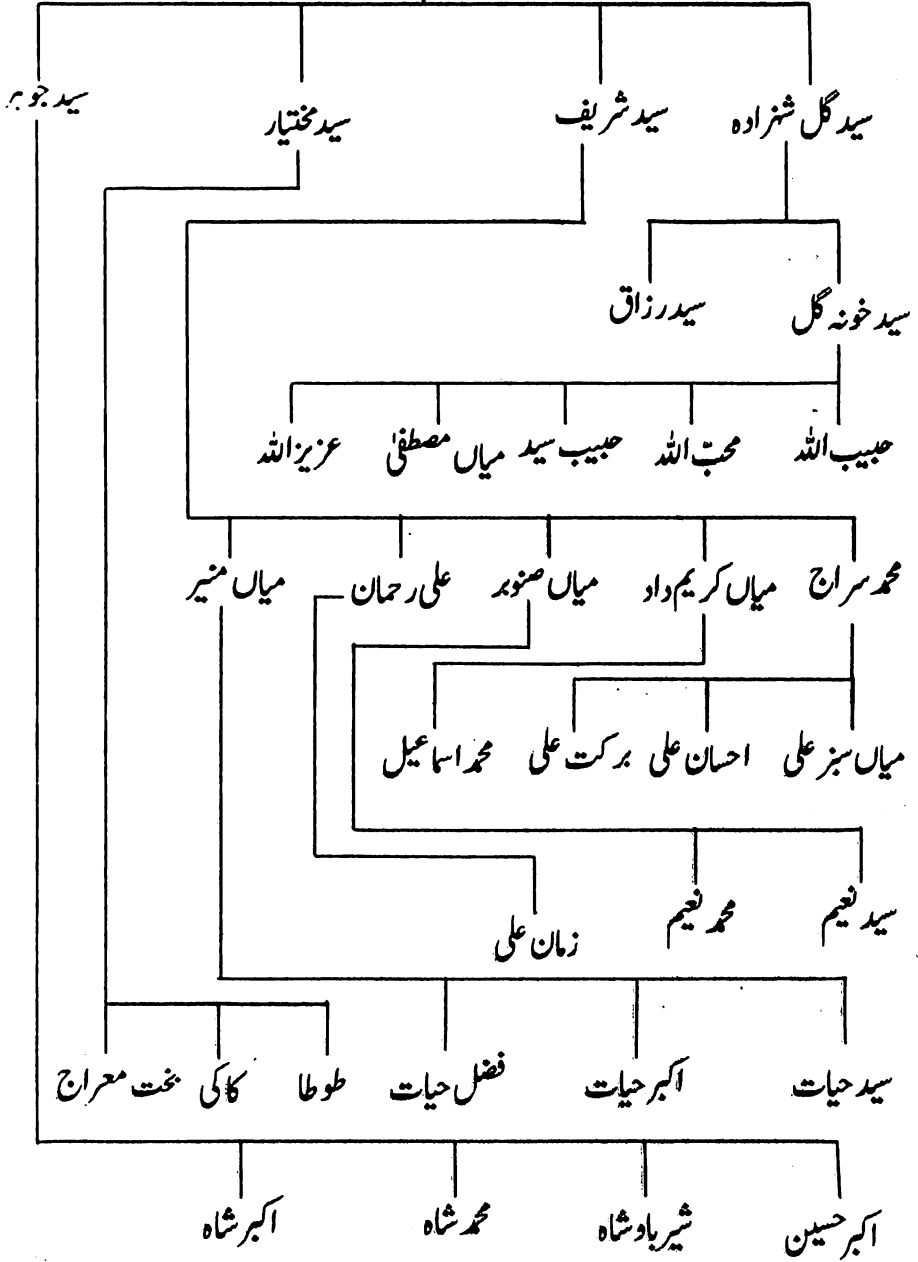 سید گل شہزادہ سید شریف سید مختیار سید جوہر
سید خونہ گل سید رزاق
حبیب اللہ محبّ اللہ حبیب سید میاں مصطفیٰ عزیز اللہ
محمد سراج میاں کریم داد میاں صنوبر علی رحمان میاں منیر
میاں سبز علی احسان علی برکت علی محمد اسماعیل
سید نعیم محمد نعیم زمان علی
سید حیات اکبر حیات فضل حیات طوطا کاکی بخت معراج
اکبر حسین شیر بادشاہ محمد شاہ اکبر شاہ